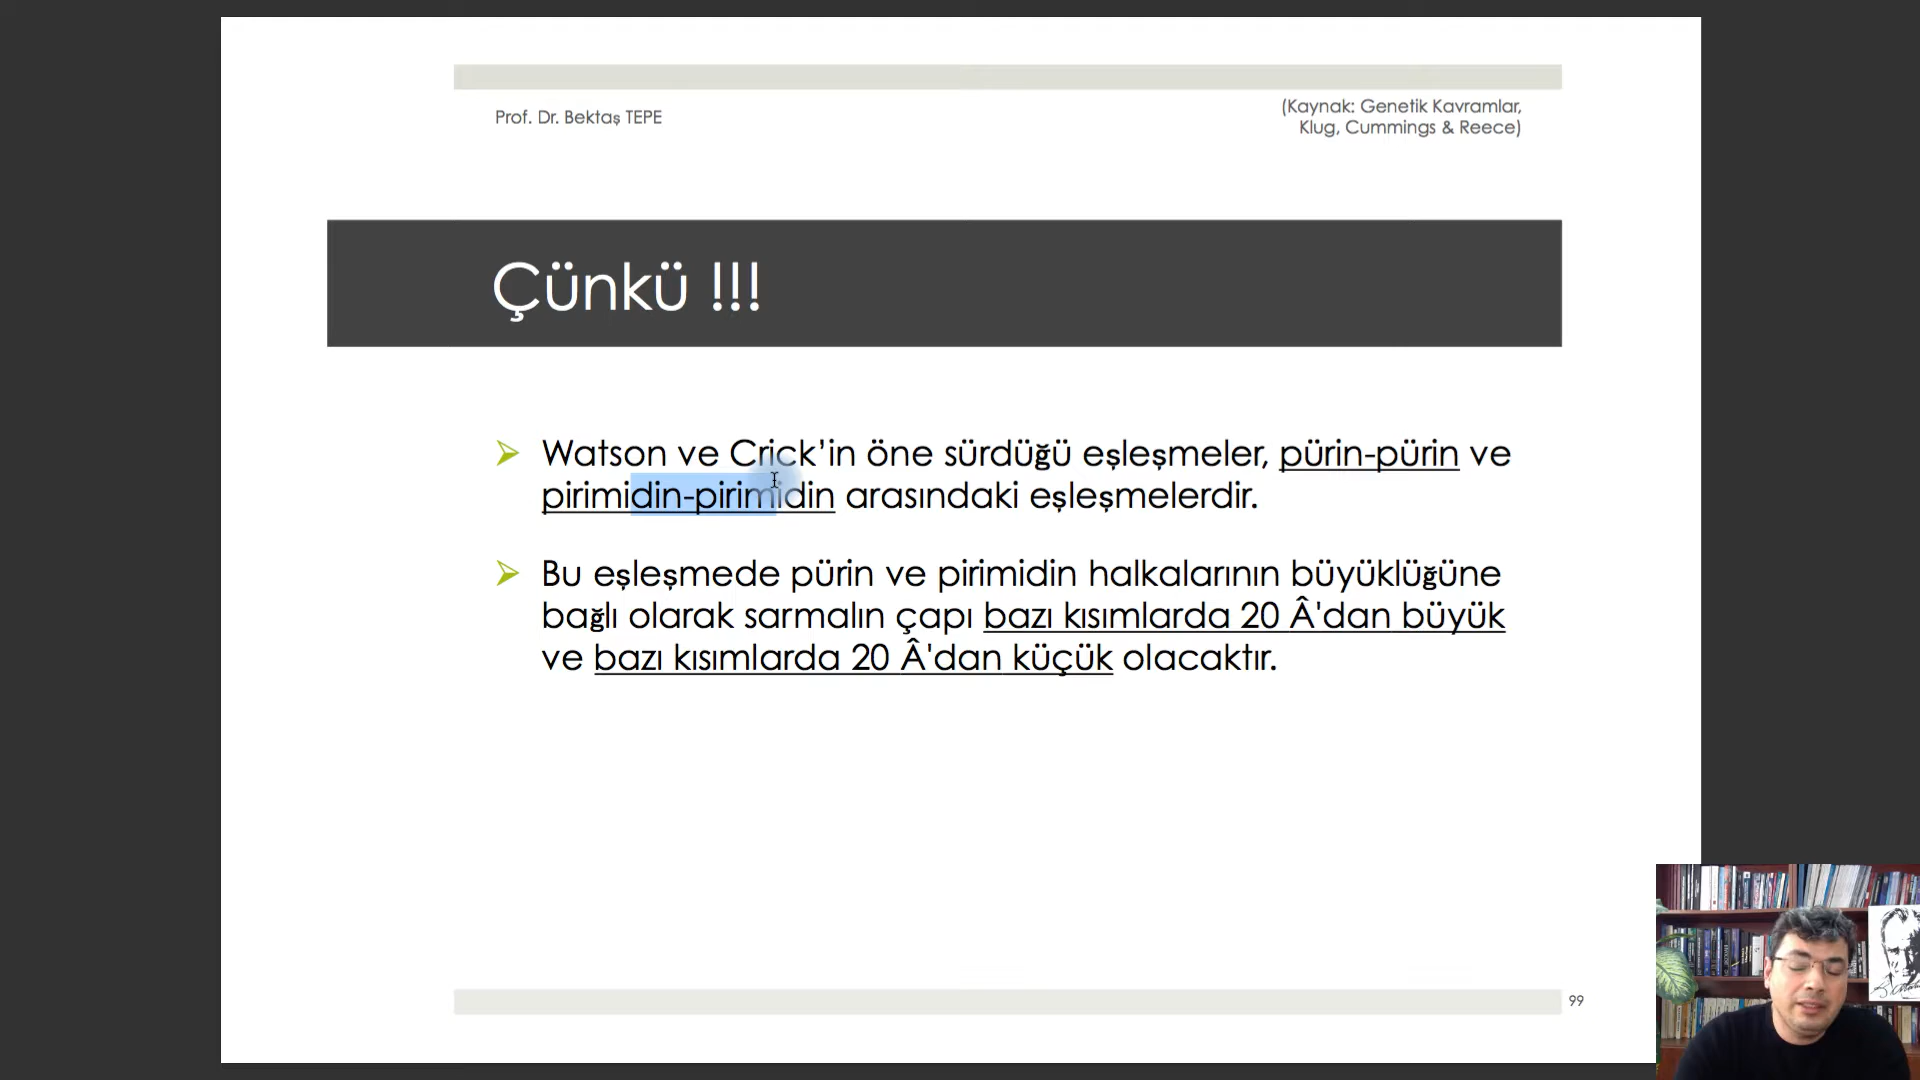 Prof. Dr. Bektaş TEPE
(Kaynak: Genetik Kavramlar,
Klug, Cummings & Reece)
Çünkü !!!
Watson ve Crick’in öne sürdüğü eşleşmeler, pürin-pürin ve
pirimidin-pirimidin arasındaki eşleşmelerdir.
Bu eşleşmede pürin ve pirimidin halkalarının büyüklüğüne
bağlı olarak sarmalın çapı bazı kısımlarda 20 Â'dan büyük
ve bazı kısımlarda 20 Â'dan küçük olacaktır.
99